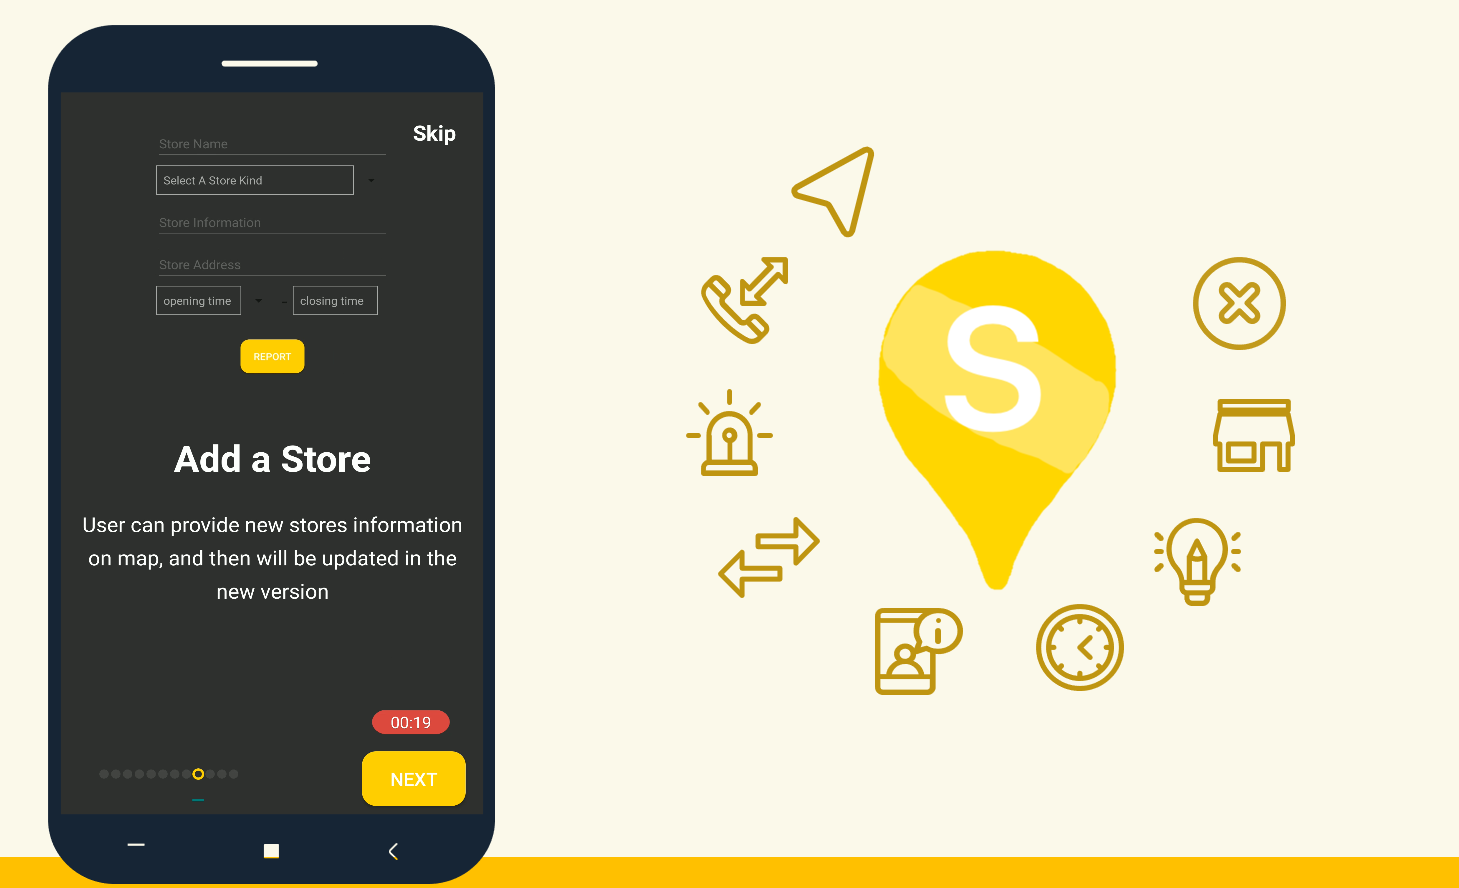 Skip
Store Name
Select A Store Kind
Store Information
Store Address
opening time - closing time
REPORT
Add a Store
User can provide new stores information
on map, and then will be updated in the
new version
00:19
NEXT
S
i